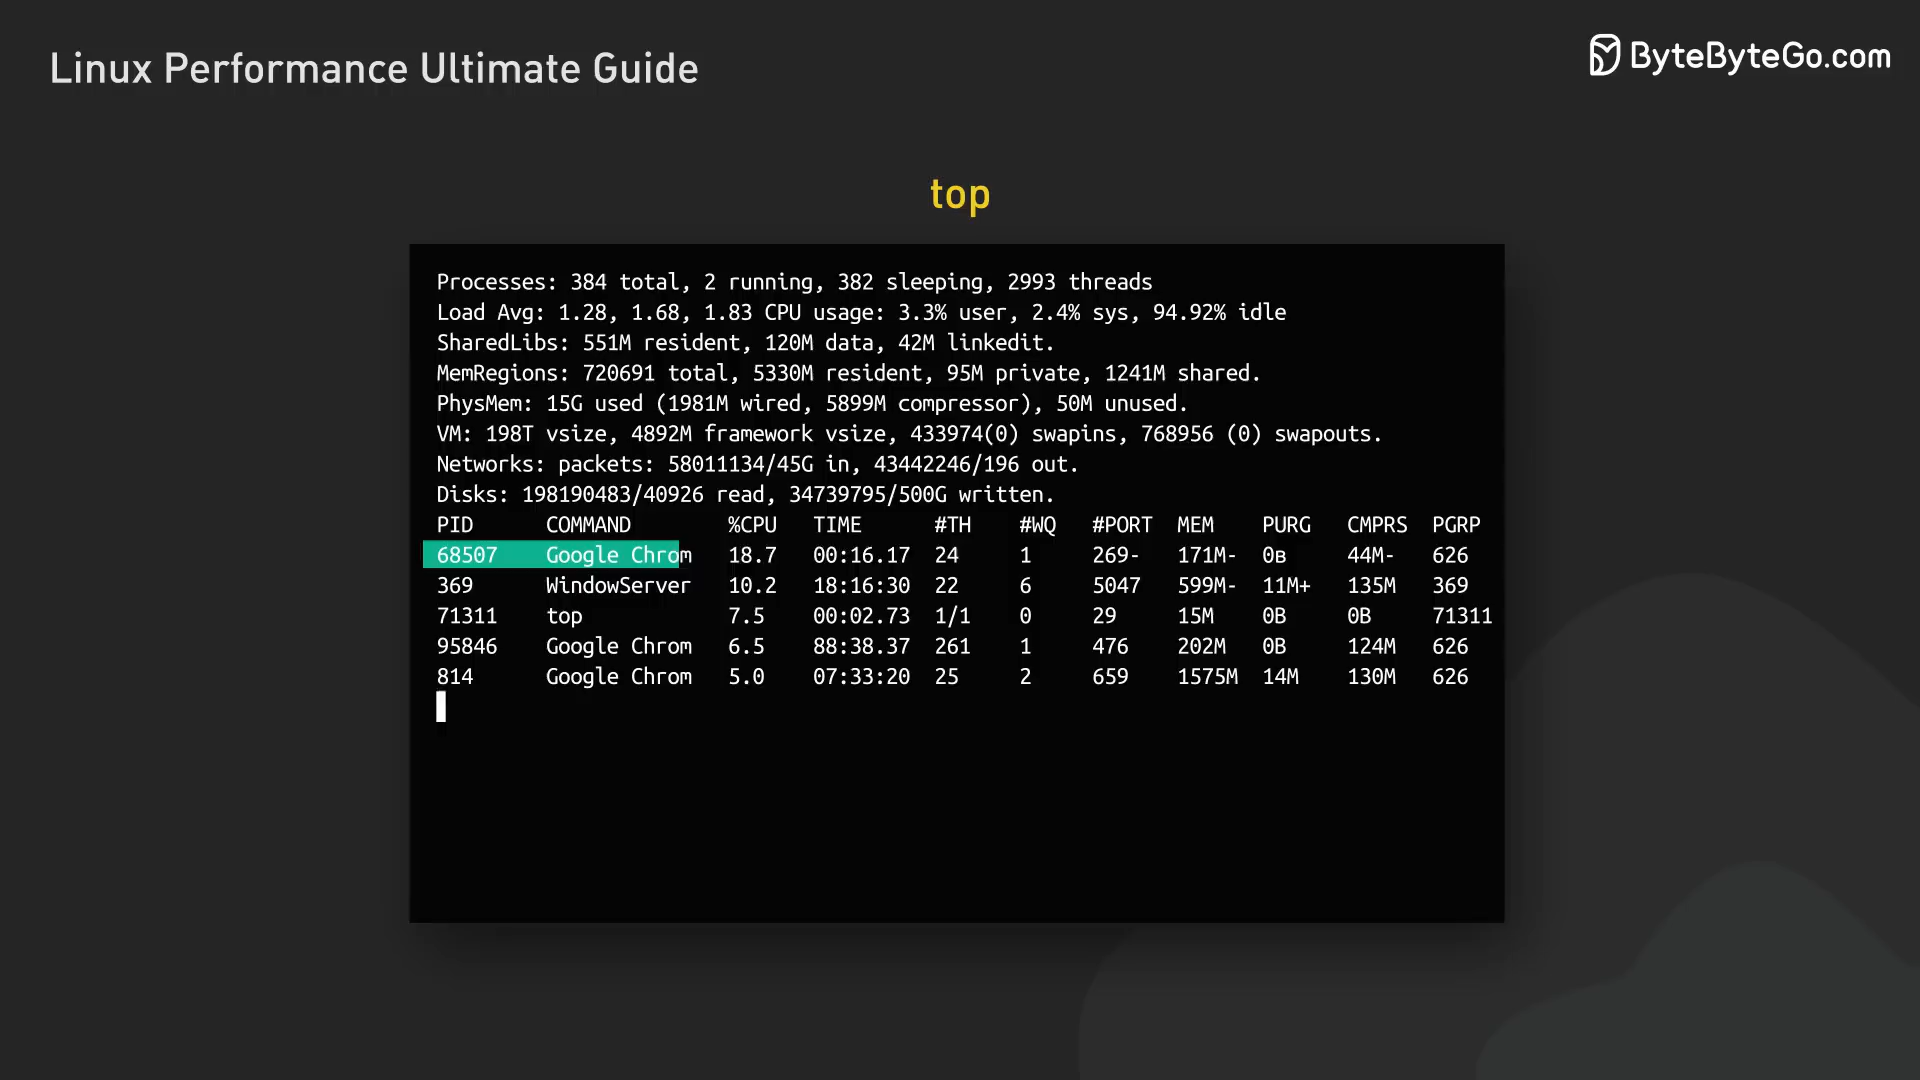 Linux Performance Ultimate Guide
ByteByteGo.com
top
Processes: 384 total, 2 running, 382 sleeping, 2993 threads
Load Avg: 1.28, 1.68, 1.83 CPU usage: 3.3% user, 2.4% sys, 94.92% idle
SharedLibs: 551M resident, 120M data, 42M linkedit.
MemRegions: 720691 total, 5330M resident, 95M private, 1241M shared.
PhysMem: 15G used (1981M wired, 5899M compressor), 50M unused.
VM: 198T vsize, 4892M framework vsize, 433974(0) swapins, 768956 (0) swapouts.
Networks: packets: 58011134/45G in, 43442246/196 out.
Disks: 198190483/40926 read, 34739795/500G written.
PID COMMAND %CPU TIME #TH #WQ #PORT MEM PURG CMPRS PGRP
68507 Google Chrom 18.7 00:16.17 24 1 269- 171M- 0в 44M- 626
369 WindowServer 10.2 18:16:30 22 6 5047 599M- 11M+ 135M 369
71311 top 7.5 00:02.73 1/1 0 29 15M 0B 0B 71311
95846 Google Chrom 6.5 88:38.37 261 1 476 202M 0B 124M 626
814 Google Chrom 5.0 07:33:20 25 2 659 1575M 14M 130M 626